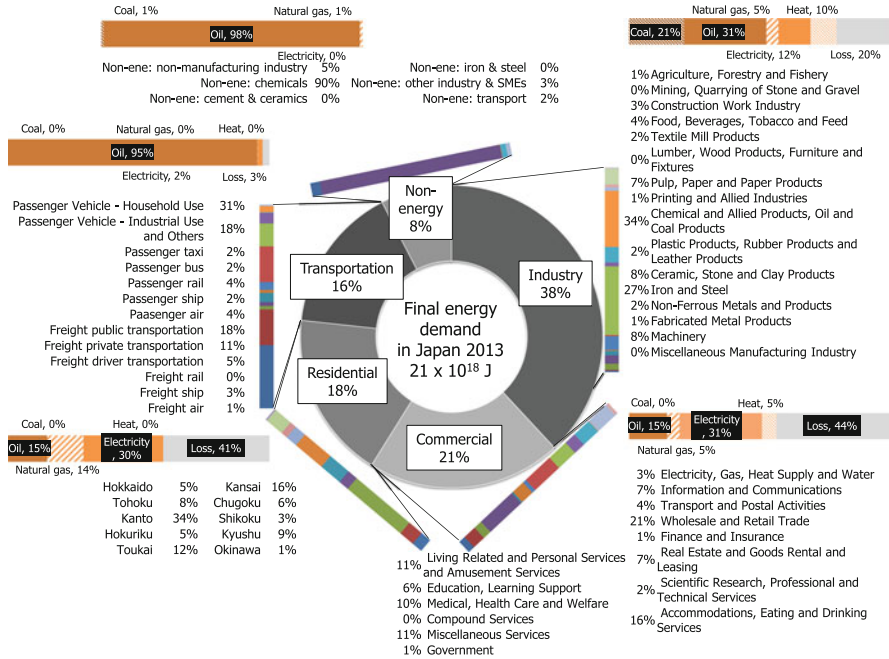 Coal, 1%
Natural gas, 1%
Oil, 98%
Electricity, 0%
Non-ene: non-manufacturing industry 5%
Non-ene: chemicals 90%
Non-ene: cement & ceramics 0%
Non-ene: iron & steel 0%
Non-ene: other industry & SMEs 3%
Non-ene: transport 2%
Natural gas, 5%
Heat, 10%
Coal, 21%
Oil, 31%
Electricity, 12%
Loss, 20%
1% Agriculture, Forestry and Fishery
0% Mining, Quarrying of Stone and Gravel
3% Construction Work Industry
4% Food, Beverages, Tobacco and Feed
2% Textile Mill Products
0% Lumber, Wood Products, Furniture and
Fixtures
7% Pulp, Paper and Paper Products
1% Printing and Allied Industries
34% Chemical and Allied Products, Oil and
Coal Products
2% Plastic Products, Rubber Products and
Leather Products
8% Ceramic, Stone and Clay Products
27% Iron and Steel
2% Non-Ferrous Metals and Products
1% Fabricated Metal Products
8% Machinery
0% Miscellaneous Manufacturing Industry
Coal, 0%
Natural gas, 0%
Heat, 0%
Oil, 95%
Electricity, 2%
Loss, 3%
Passenger Vehicle - Household Use 31%
Passenger Vehicle - Industrial Use
and Others 18%
Passenger taxi 2%
Passenger bus 2%
Passenger rail 4%
Passenger ship 2%
Paasenger air 4%
Freight public transportation 18%
Freight private transportation 11%
Freight driver transportation 5%
Freight rail 0%
Freight ship 3%
Freight air 1%
Non-
energy
8%
Transportation
16%
Industry
38%
Final energy
demand
in Japan 2013
21 x 10¹⁸ J
Residential
18%
Commercial
21%
Coal, 0%
Heat, 0%
Oil, 15%
Electricity
, 30%
Loss, 41%
Natural gas, 14%
Hokkaido 5%
Tohoku 8%
Kanto 34%
Hokuriku 5%
Toukai 12%
Kansai 16%
Chugoku 6%
Shikoku 3%
Kyushu 9%
Okinawa 1%
Coal, 0%
Heat, 5%
Oil, 15%
Electricity
, 31%
Loss, 44%
Natural gas, 5%
3% Electricity, Gas, Heat Supply and Water
7% Information and Communications
4% Transport and Postal Activities
21% Wholesale and Retail Trade
1% Finance and Insurance
7% Real Estate and Goods Rental and
Leasing
2% Scientific Research, Professional and
Technical Services
16% Accommodations, Eating and Drinking
Services
11% Living Related and Personal Services
and Amusement Services
6% Education, Learning Support
10% Medical, Health Care and Welfare
0% Compound Services
11% Miscellaneous Services
1% Government